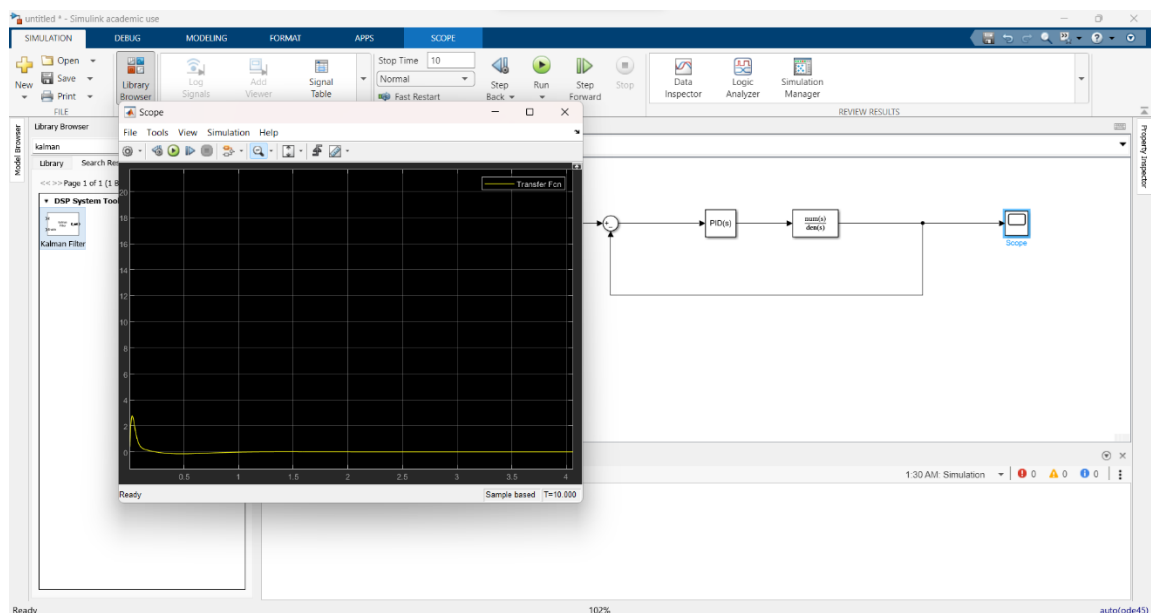 untitled * - Simulink academic use
SIMULATION DEBUG MODELING FORMAT APPS SCOPE
New
Open
Save
Print
FILE
Library
Browser
Log
Signals
Add
Viewer
Signal
Table
Stop Time 10
Normal
Fast Restart
Step
Back
Run
Step
Forward
Stop
Data
Inspector
Logic
Analyzer
Simulation
Manager
REVIEW RESULTS
Model Browser
Library Browser
kalman
Library Search Res
<< >> Page 1 of 1 (1 8
DSP System Too
Kalman Filter
Scope
File Tools View Simulation Help
Transfer Fcn
20
18
16
14
12
10
8
6
4
2
0
0.5 1 1.5 2 2.5 3 3.5 4
Ready Sample based T=10.000
PID(s)
num(s)
den(s)
Scope
Property Inspector
1:30 AM: Simulation 0 0 0
Ready 102% auto(ode45)